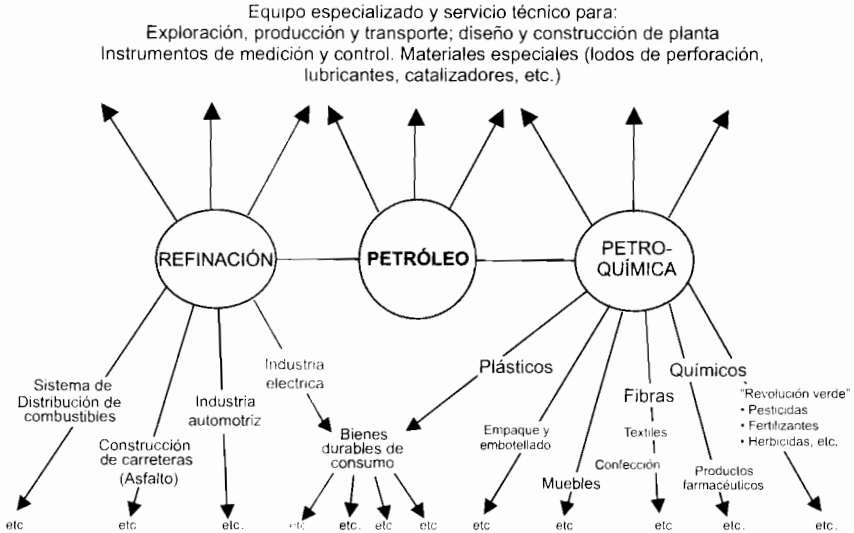 Equipo especializado y servicio técnico para:
Exploración, producción y transporte; diseño y construcción de planta
Instrumentos de medición y control. Materiales especiales (lodos de perforación,
lubricantes, catalizadores, etc.)
REFINACIÓN
PETRÓLEO
PETRO-
QUÍMICA
Sistema de
Distribución de
combustibles
Construcción
de carreteras
(Asfalto)
Industria
automotriz
Industria
electrica
Bienes
durables de
consumo
Plásticos
Empaque y
embotellado
Muebles
Fibras
Textiles
Confección
Químicos
Productos
farmacéuticos
"Revolución verde"
• Pesticidas
• Fertilizantes
• Herbicidas, etc.
etc
etc
etc.
etc
etc.
etc
etc
etc
etc
etc
etc.
etc.